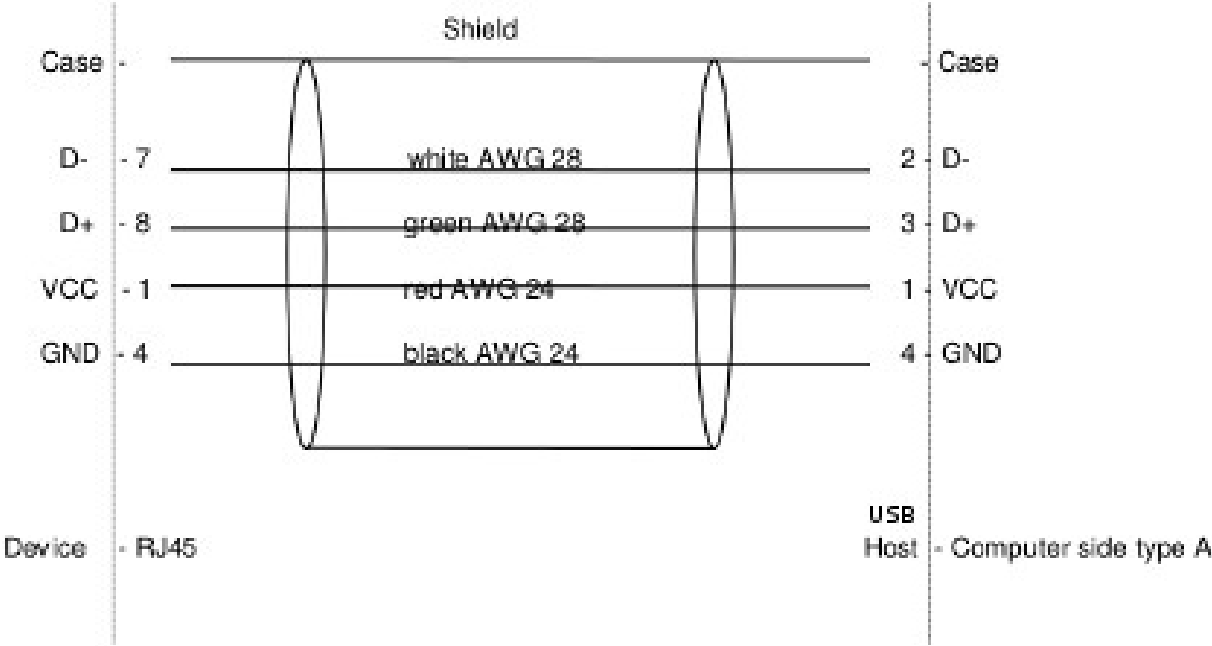 Shield
Case - - Case
D- - 7 white AWG 28 2 - D-
D+ - 8 green AWG 28 3 - D+
VCC - 1 red AWG 24 1 - VCC
GND - 4 black AWG 24 4 - GND
USB
Device - RJ45 Host - Computer side type A